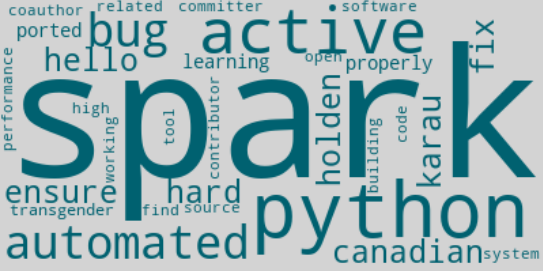 coauthor related committer software
ported bug active fix
hello learning open properly
spark
performance high working tool contributor holden building code karau
ensure hard python
transgender find source
automated canadian system